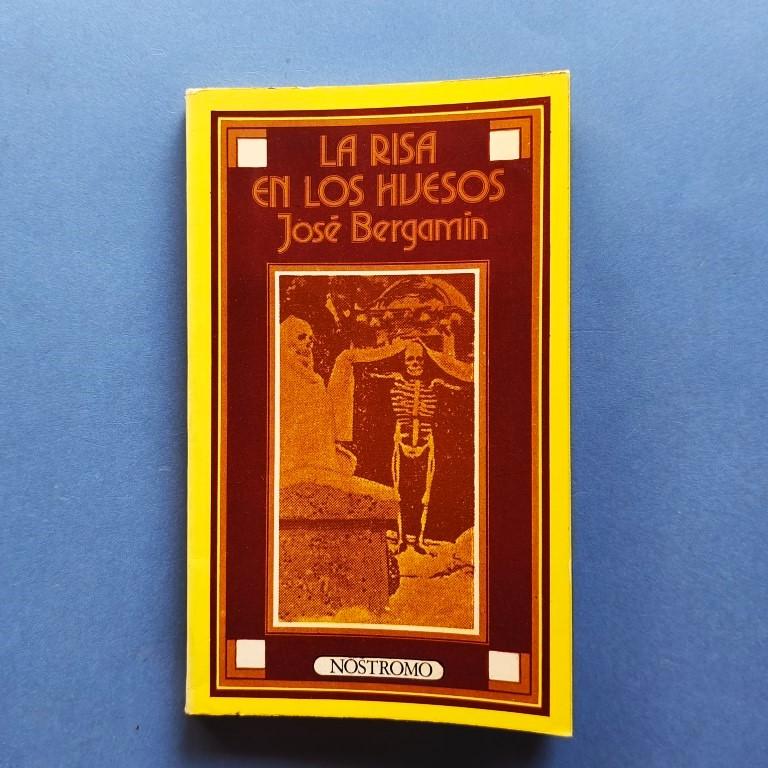 LA RISA
EN LOS HUESOS
José Bergamín
NOSTROMO